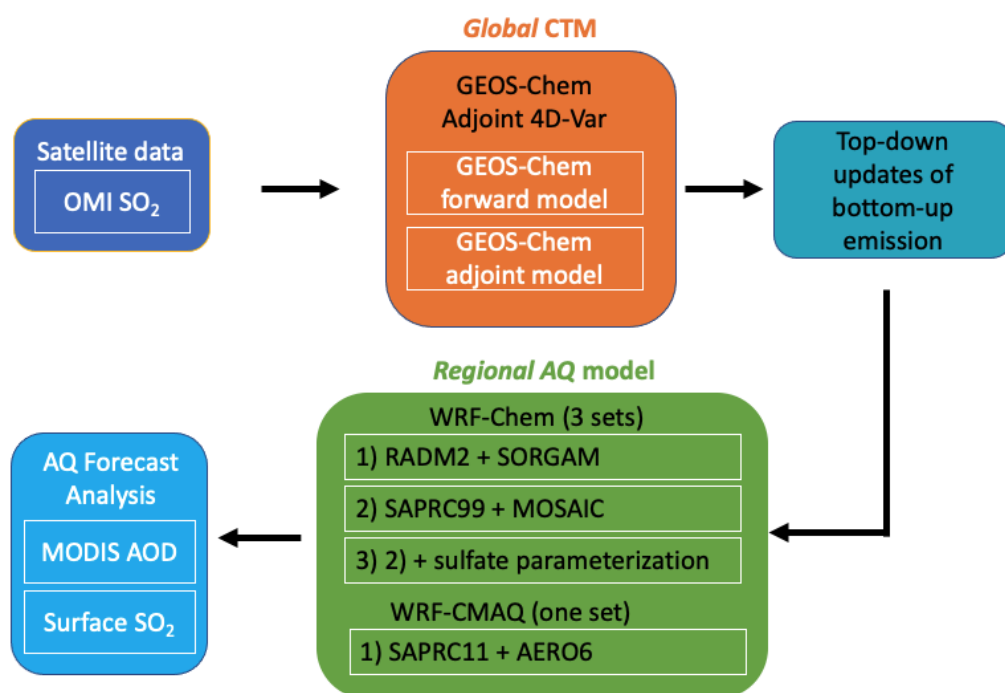 Global CTM
Satellite data
OMI SO₂
GEOS-Chem
Adjoint 4D-Var
GEOS-Chem
forward model
GEOS-Chem
adjoint model
Top-down
updates of
bottom-up
emission
Regional AQ model
WRF-Chem (3 sets)
1) RADM2 + SORGAM
2) SAPRC99 + MOSAIC
3) 2) + sulfate parameterization
WRF-CMAQ (one set)
1) SAPRC11 + AERO6
AQ Forecast
Analysis
MODIS AOD
Surface SO₂